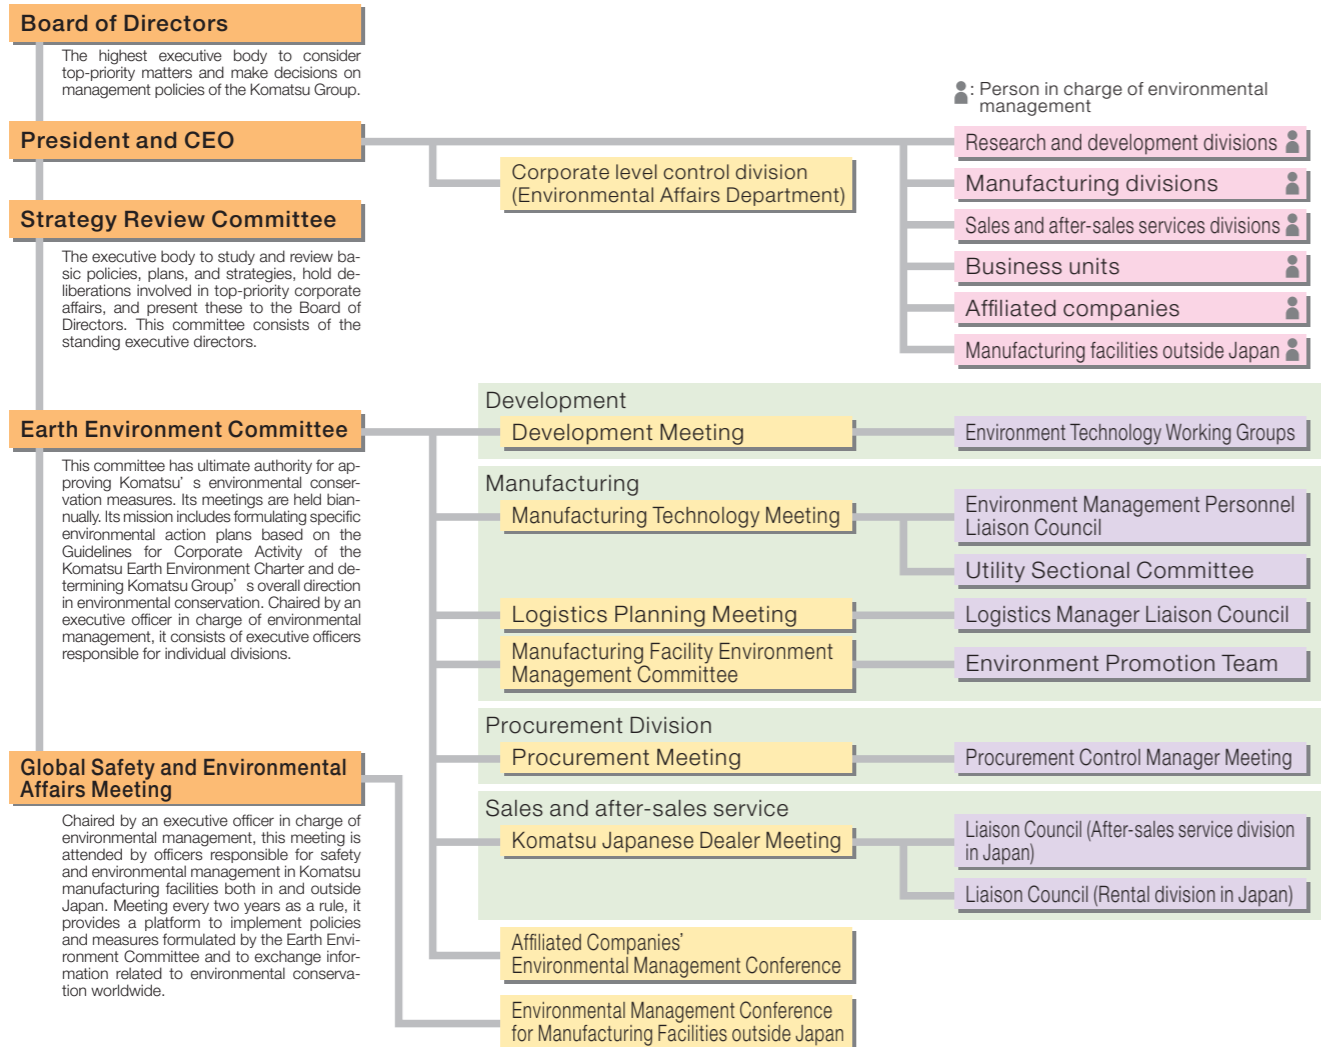 Board of Directors
The highest executive body to consider
top-priority matters and make decisions on
management policies of the Komatsu Group.
: Person in charge of environmental
management
President and CEO
Corporate level control division
(Environmental Affairs Department)
Research and development divisions
Manufacturing divisions
Sales and after-sales services divisions
Business units
Affiliated companies
Manufacturing facilities outside Japan
Strategy Review Committee
The executive body to study and review ba-
sic policies, plans, and strategies, hold de-
liberations involved in top-priority corporate
affairs, and present these to the Board of
Directors. This committee consists of the
standing executive directors.
Earth Environment Committee
This committee has ultimate authority for ap-
proving Komatsu's environmental conser-
vation measures. Its meetings are held bian-
nually. Its mission includes formulating specific
environmental action plans based on the
Guidelines for Corporate Activity of the
Komatsu Earth Environment Charter and de-
termining Komatsu Group's overall direction
in environmental conservation. Chaired by an
executive officer in charge of environmental
management, it consists of executive officers
responsible for individual divisions.
Development
Development Meeting
Environment Technology Working Groups
Manufacturing
Manufacturing Technology Meeting
Environment Management Personnel
Liaison Council
Utility Sectional Committee
Logistics Planning Meeting
Logistics Manager Liaison Council
Manufacturing Facility Environment
Management Committee
Environment Promotion Team
Procurement Division
Procurement Meeting
Procurement Control Manager Meeting
Sales and after-sales service
Komatsu Japanese Dealer Meeting
Liaison Council (After-sales service division
in Japan)
Liaison Council (Rental division in Japan)
Affiliated Companies'
Environmental Management Conference
Global Safety and Environmental
Affairs Meeting
Chaired by an executive officer in charge of
environmental management, this meeting is
attended by officers responsible for safety
and environmental management in Komatsu
manufacturing facilities both in and outside
Japan. Meeting every two years as a rule, it
provides a platform to implement policies
and measures formulated by the Earth Envi-
ronment Committee and to exchange infor-
mation related to environmental conserva-
tion worldwide.
Environmental Management Conference
for Manufacturing Facilities outside Japan